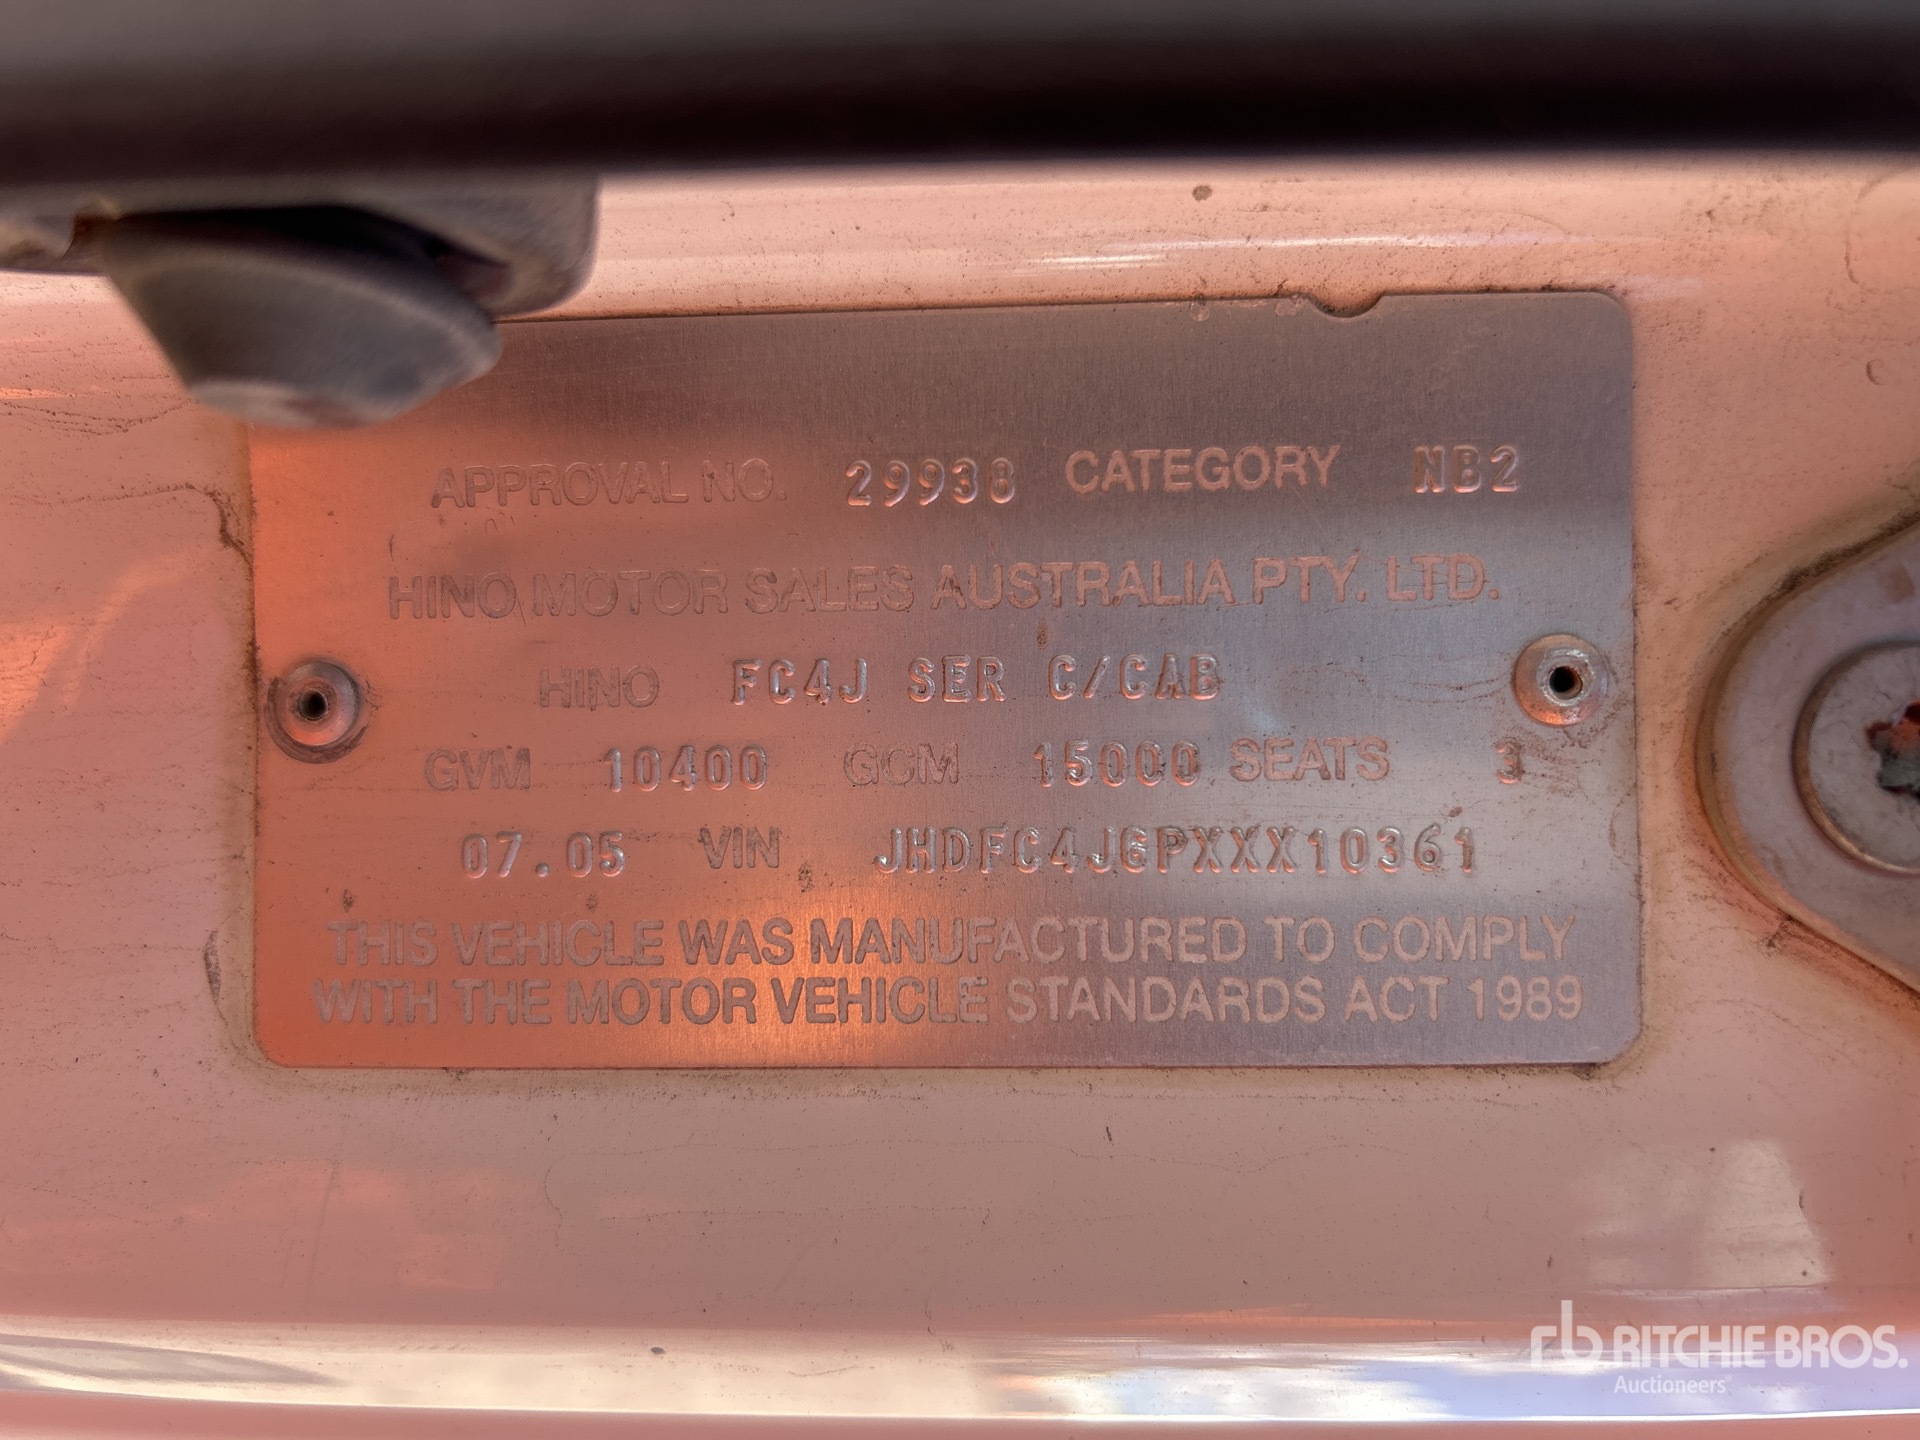 APPROVAL NO. 29938 CATEGORY NB2
HINO MOTOR SALES AUSTRALIA PTY. LTD.
HINO FC4J SER C/CAB
GVM 10400 GCM 15000 SEATS 3
07.05 VIN JHDFC4JGPXXX10361
THIS VEHICLE WAS MANUFACTURED TO COMPLY
WITH THE MOTOR VEHICLE STANDARDS ACT 1989
rb RITCHIE BROS.
Auctioneers